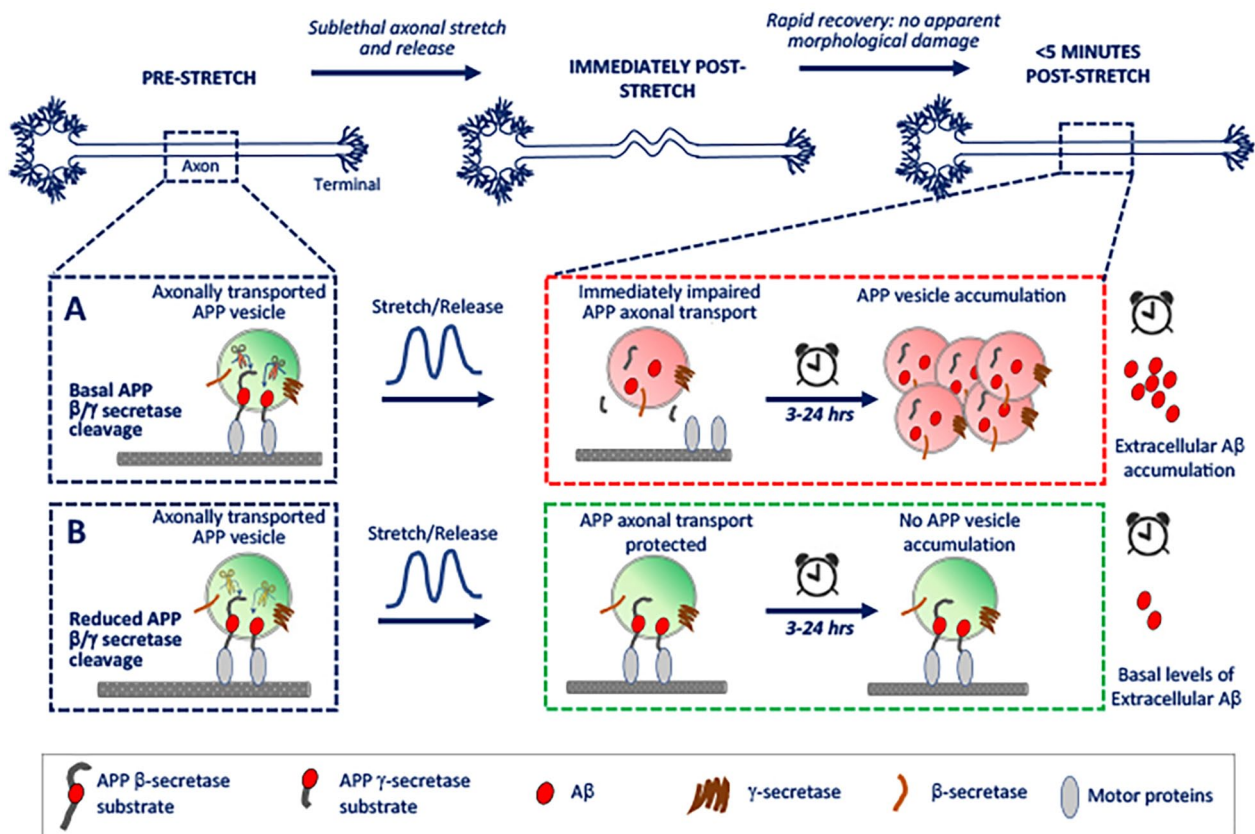 Sublethal axonal stretch
and release
Rapid recovery: no apparent
morphological damage
PRE-STRETCH
IMMEDIATELY POST-
STRETCH
<5 MINUTES
POST-STRETCH
Axon
Terminal
A
Axonally transported
APP vesicle
Basal APP
β/γ secretase
cleavage
Stretch/Release
Immediately impaired
APP axonal transport
3-24 hrs
APP vesicle accumulation
Extracellular Aβ
accumulation
B
Axonally transported
APP vesicle
Reduced APP
β/γ secretase
cleavage
Stretch/Release
APP axonal transport
protected
3-24 hrs
No APP vesicle
accumulation
Basal levels of
Extracellular Aβ
APP β-secretase
substrate
APP γ-secretase
substrate
Aβ
γ-secretase
β-secretase
Motor proteins